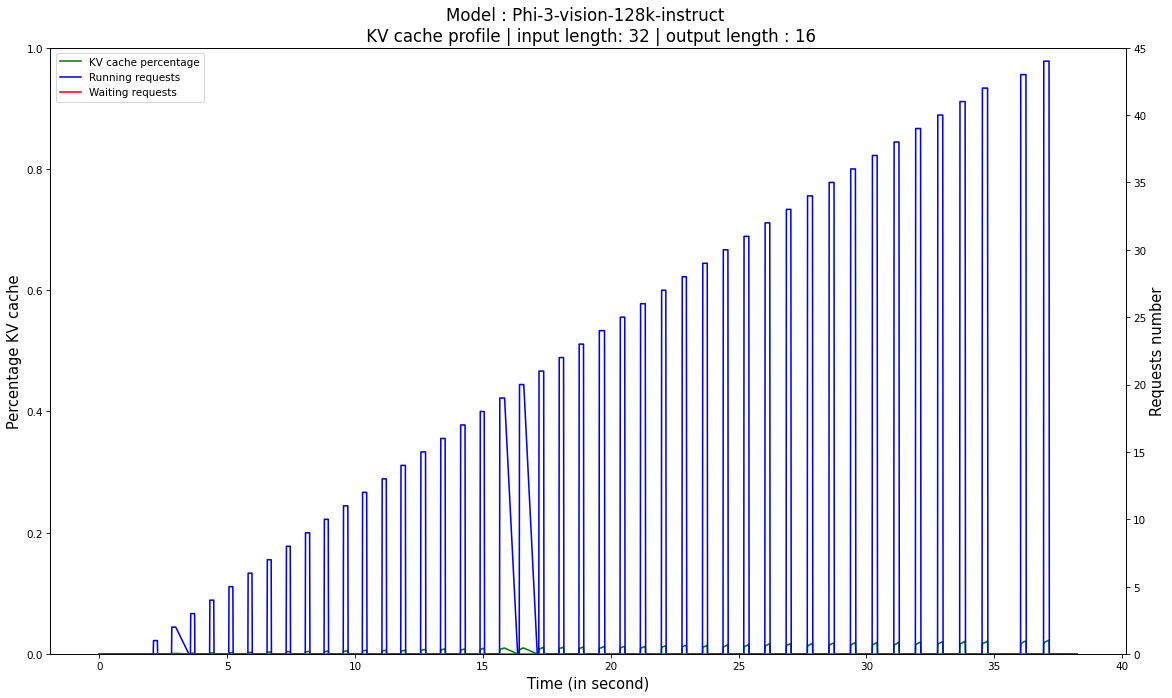 Model : Phi-3-vision-128k-instruct
KV cache profile | input length: 32 | output length : 16
KV cache percentage
Running requests
Waiting requests
1.0
0.8
0.6
0.4
0.2
0.0
Percentage KV cache
45
40
35
30
25
20
15
10
5
0
Requests number
0 5 10 15 20 25 30 35 40
Time (in second)